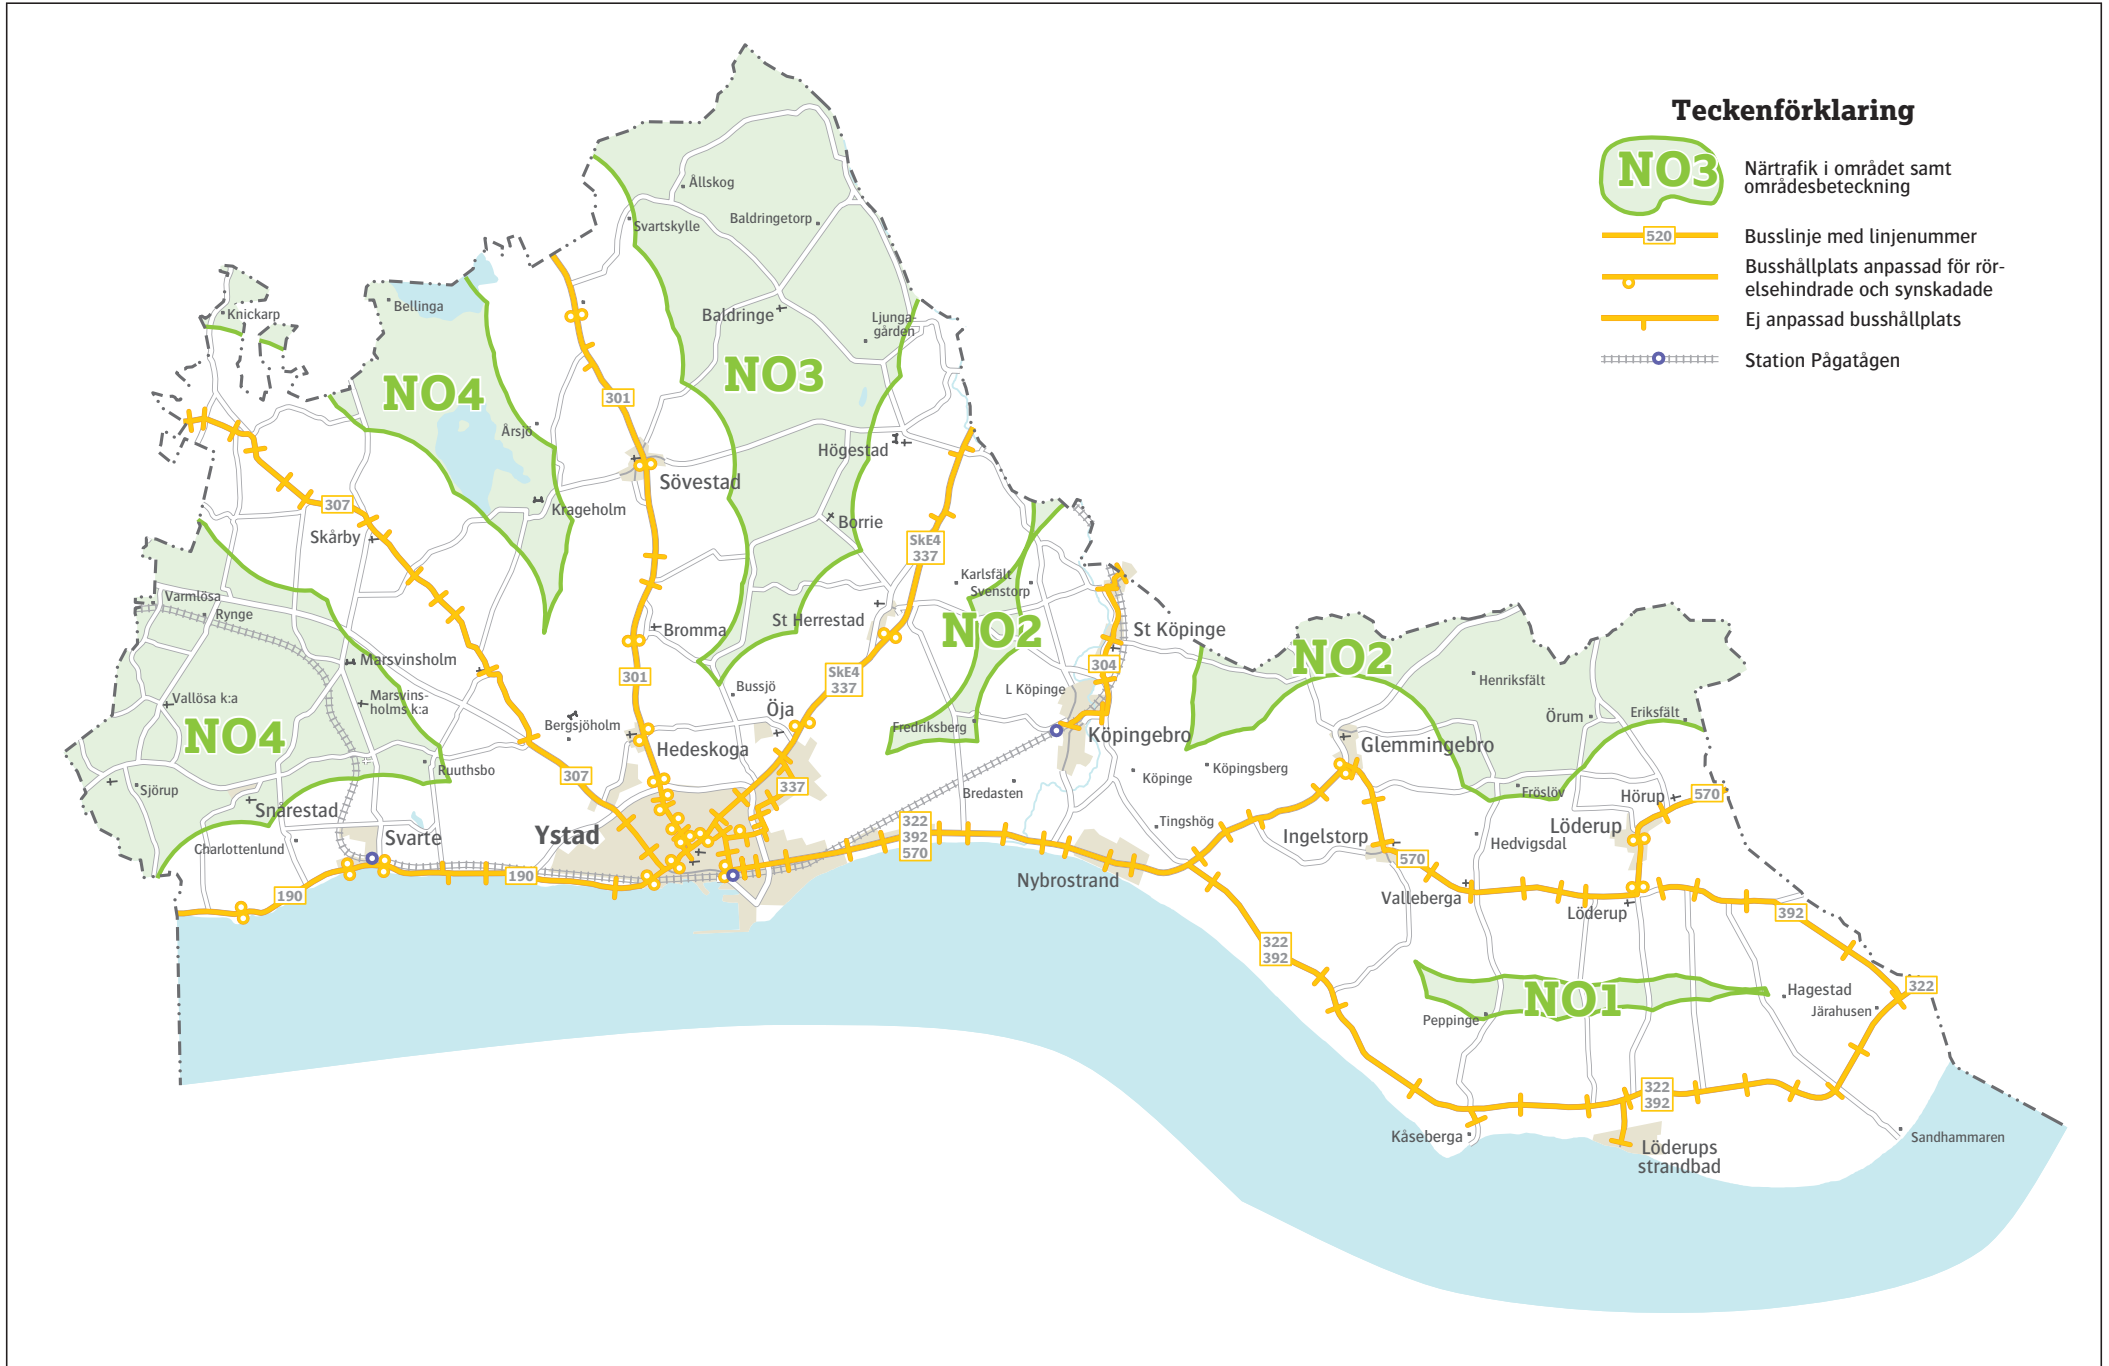 Teckenförklaring
NO3
Närtrafik i området samt
områdesbeteckning
520
Busslinje med linjenummer
Busshållplats anpassad för rör-
elsehindrade och synskadade
Ej anpassad busshållplats
Station Pågatågen
Ållskog
Svartskylle
Baldringetorp
Knickarp
Bellinga
Baldringe
Ljunga-
gården
NO4
NO3
301
Årsjö
Högestad
Sövestad
307
Skårby
Krageholm
Borrie
SkE4
337
Karlsfält
Svenstorp
Varmlösa
Rynge
St Herrestad
NO2
Bromma
St Köpinge
NO2
Marsvinsholm
304
301
SkE4
337
Henriksfält
Vallösa k:a
Marsvins-
holms k:a
Bussjö
L Köpinge
Öja
Örum
Eriksfält
NO4
Bergsjöholm
Fredriksberg
Köpingebro
Hedeskoga
Glemmingebro
Ruuthsbo
307
Köpinge
Köpingsberg
Sjörup
337
Bredasten
Fröslöv
Hörup
570
Snårestad
Svarte
Ystad
322
392
570
Tingshög
Ingelstorp
Löderup
Charlottenlund
Hedvigsdal
570
190
190
Nybrostrand
Valleberga
Löderup
392
322
392
322
Hagestad
NO1
Järahusen
Peppinge
322
392
Kåseberga
Sandhammaren
Löderups
strandbad